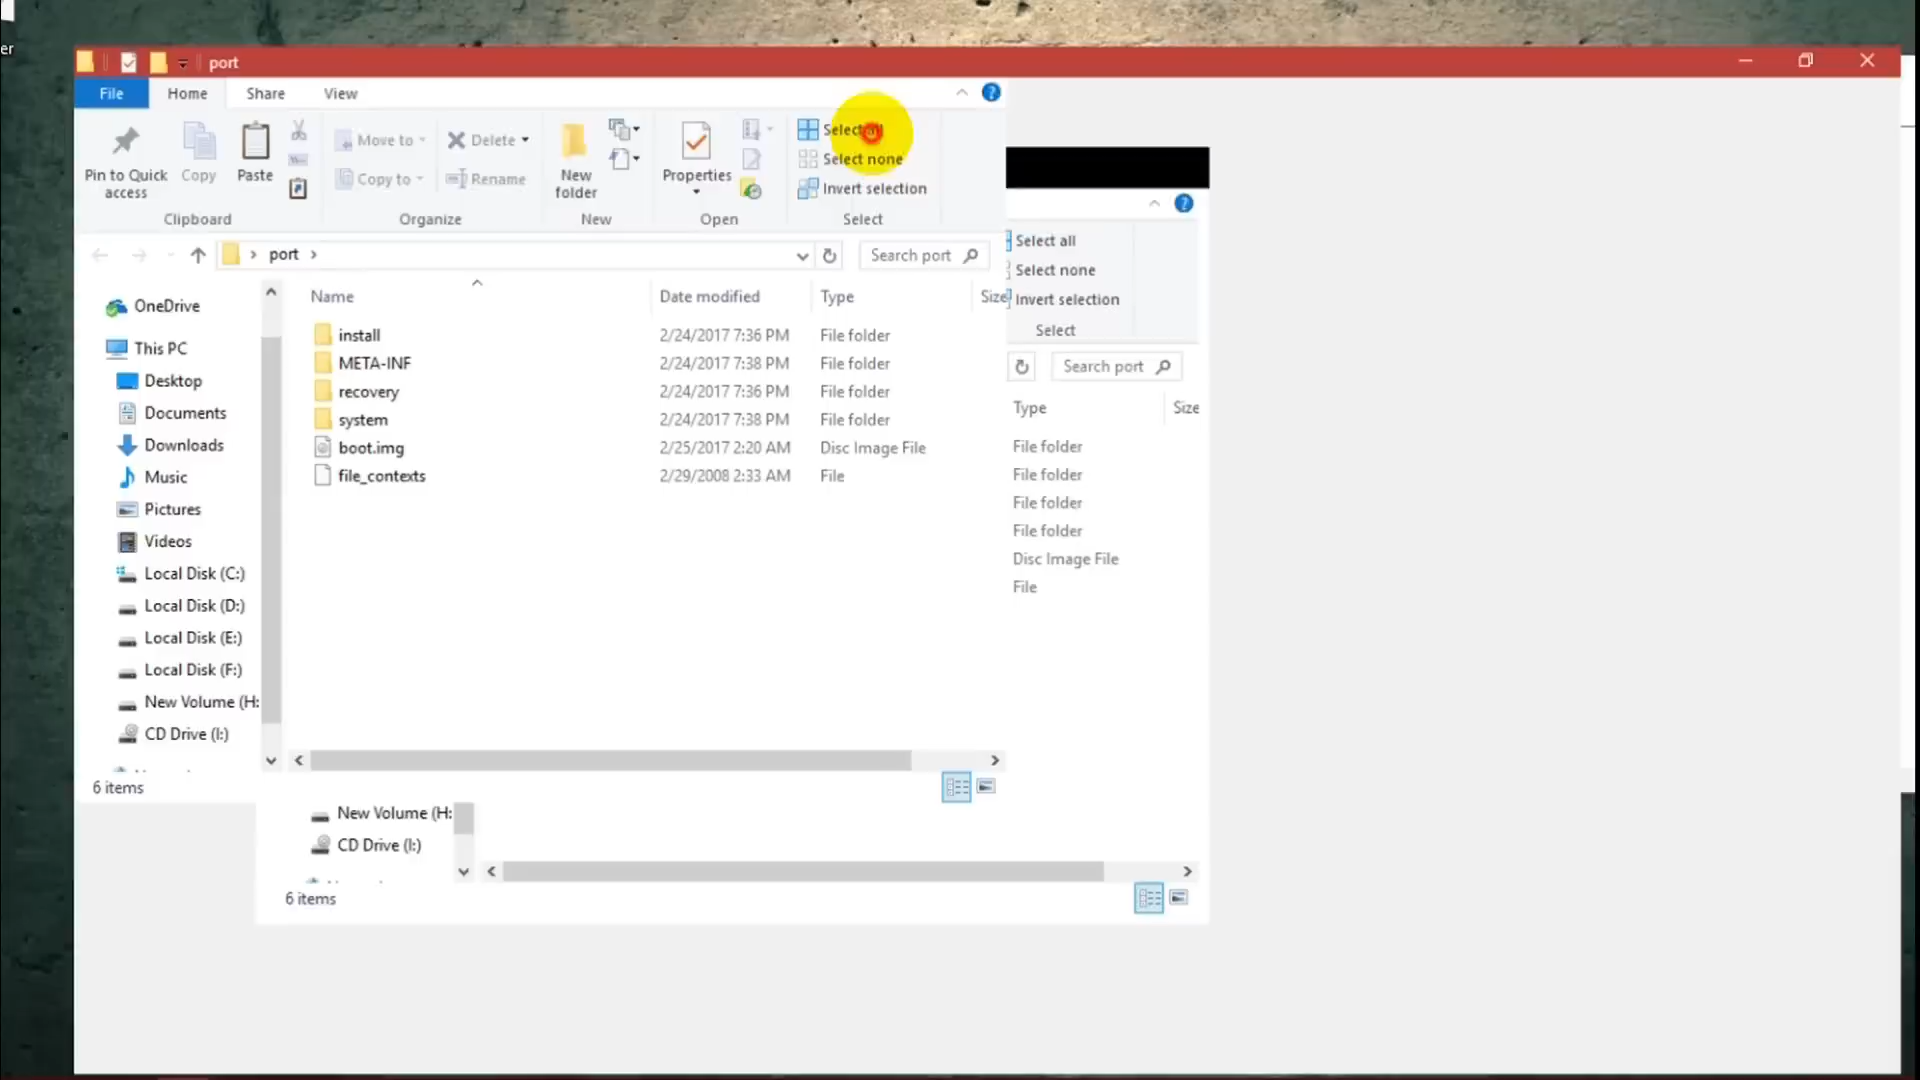 er
port
File Home Share View
Pin to Quick access
Copy
Paste
Clipboard
Move to
Copy to
Delete
Rename
Organize
New folder
New
Properties
Open
Select all
Select none
Invert selection
Select
port
Search port
Name Date modified Type Size
OneDrive
This PC
Desktop
Documents
Downloads
Music
Pictures
Videos
Local Disk (C:)
Local Disk (D:)
Local Disk (E:)
Local Disk (F:)
New Volume (H:
CD Drive (I:)
install 2/24/2017 7:36 PM File folder
META-INF 2/24/2017 7:38 PM File folder
recovery 2/24/2017 7:36 PM File folder
system 2/24/2017 7:38 PM File folder
boot.img 2/25/2017 2:20 AM Disc Image File
file_contexts 2/29/2008 2:33 AM File
6 items
Select all
Select none
Invert selection
Select
Search port
Type Size
File folder
File folder
File folder
File folder
Disc Image File
File
New Volume (H:
CD Drive (I:)
6 items